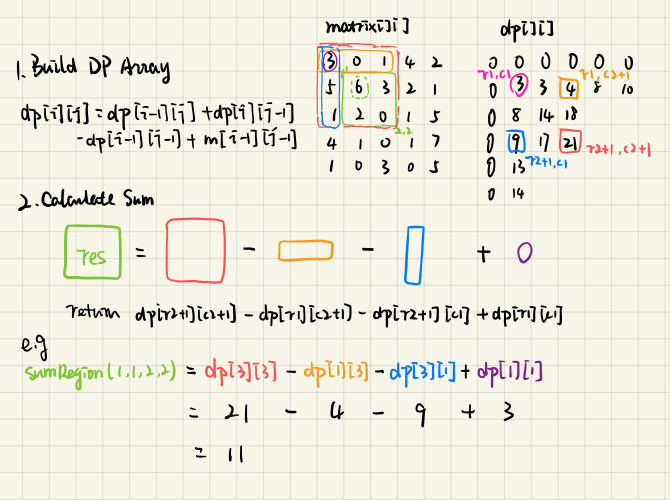 matrix[i][j] dp[i][j]
1. Build DP Array
dp[i][j] = dp[i-1][j] + dp[i][j-1]
- dp[i-1][j-1] + m[i-1][j-1]
3 0 1 4 2
5 6 3 2 1
1 2 0 1 5
4 1 0 1 7
1 0 3 0 5
1,1
2,2
0 0 0 0 0 0
r1,c1 r1,c2+1
0 3 3 4 8 10
0 8 14 18
0 9 17 21
r2+1,c1 r2+1,c2+1
0 13
0 14
2. Calculate Sum
res = - - + 0
return dp[r2+1][c2+1] - dp[r1][c2+1] - dp[r2+1][c1] + dp[r1][c1]
e.g
sumRegion(1,1,2,2) = dp[3][3] - dp[1][3] - dp[3][1] + dp[1][1]
= 21 - 4 - 9 + 3
= 11